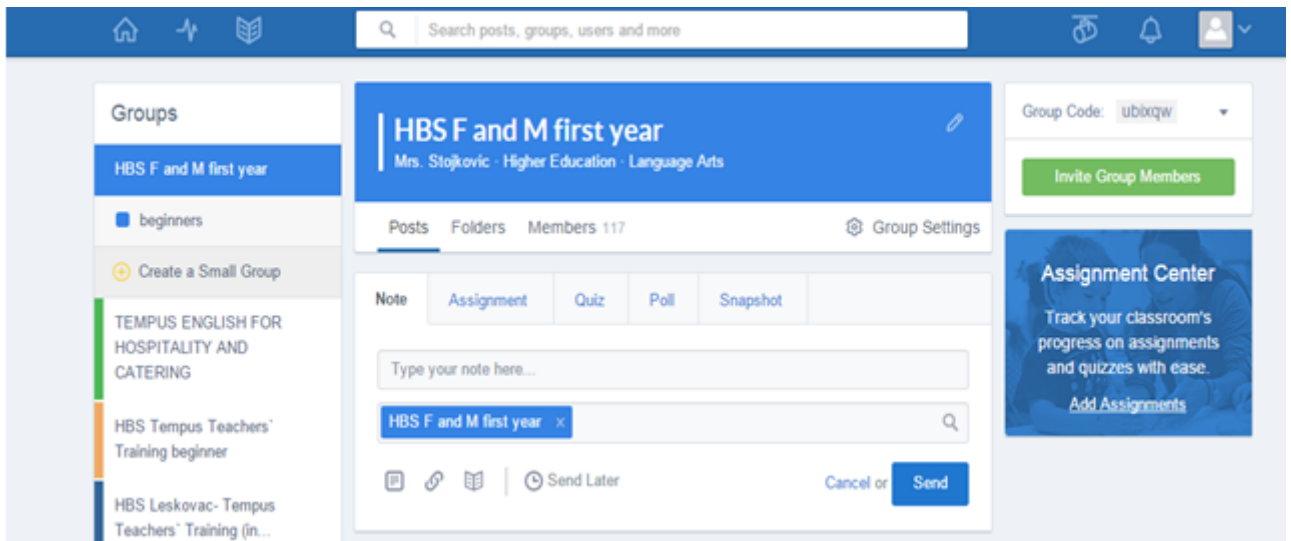 Search posts, groups, users and more
Groups
HBS F and M first year
beginners
Create a Small Group
TEMPUS ENGLISH FOR
HOSPITALITY AND
CATERING
HBS Tempus Teachers`
Training beginner
HBS Leskovac- Tempus
Teachers` Training (in...
HBS F and M first year
Mrs. Stojkovic · Higher Education · Language Arts
Posts Folders Members 117 Group Settings
Note Assignment Quiz Poll Snapshot
Type your note here...
HBS F and M first year ×
Send Later Cancel or Send
Group Code: ubixqw
Invite Group Members
Assignment Center
Track your classroom's
progress on assignments
and quizzes with ease.
Add Assignments